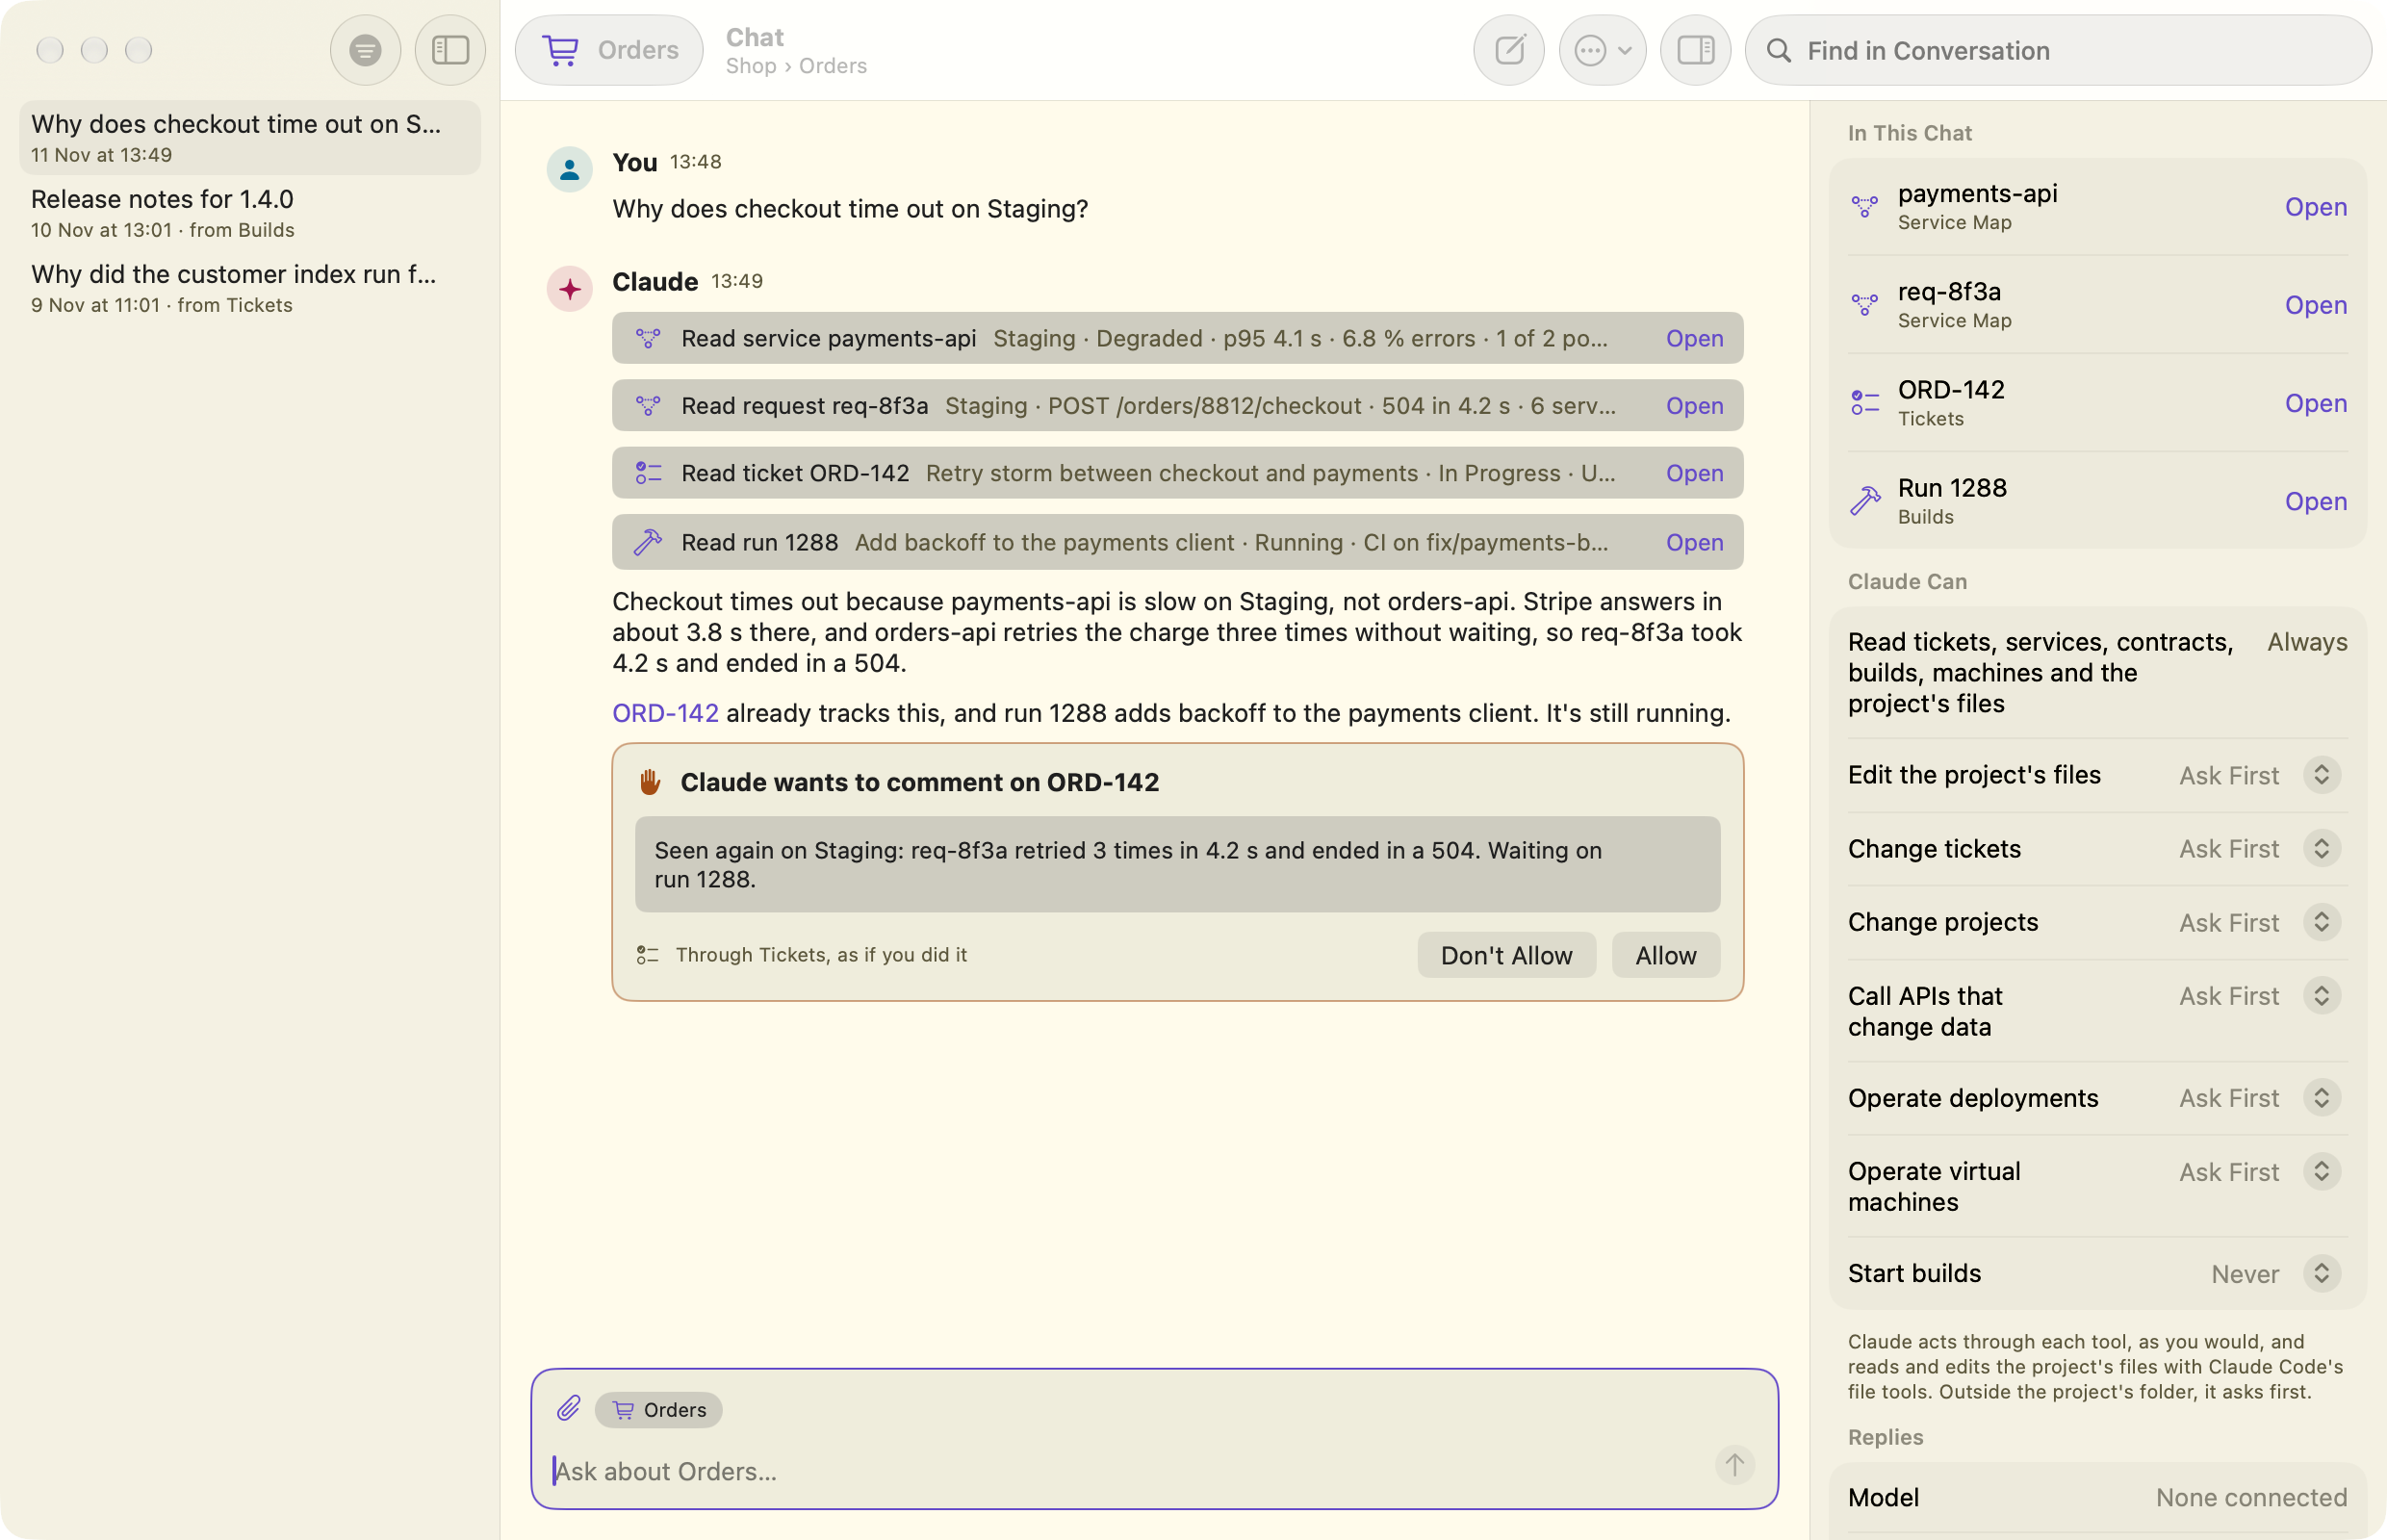 Why does checkout time out on S...
11 Nov at 13:49
Release notes for 1.4.0
10 Nov at 13:01 · from Builds
Why did the customer index run f...
9 Nov at 11:01 · from Tickets
Orders
Chat
Shop › Orders
Find in Conversation
You 13:48
Why does checkout time out on Staging?
Claude 13:49
Read service payments-api Staging · Degraded · p95 4.1 s · 6.8 % errors · 1 of 2 po... Open
Read request req-8f3a Staging · POST /orders/8812/checkout · 504 in 4.2 s · 6 serv... Open
Read ticket ORD-142 Retry storm between checkout and payments · In Progress · U... Open
Read run 1288 Add backoff to the payments client · Running · CI on fix/payments-b... Open
Checkout times out because payments-api is slow on Staging, not orders-api. Stripe answers in
about 3.8 s there, and orders-api retries the charge three times without waiting, so req-8f3a took
4.2 s and ended in a 504.
ORD-142 already tracks this, and run 1288 adds backoff to the payments client. It's still running.
Claude wants to comment on ORD-142
Seen again on Staging: req-8f3a retried 3 times in 4.2 s and ended in a 504. Waiting on
run 1288.
Through Tickets, as if you did it
Don't Allow
Allow
Orders
Ask about Orders...
In This Chat
payments-api
Service Map
Open
req-8f3a
Service Map
Open
ORD-142
Tickets
Open
Run 1288
Builds
Open
Claude Can
Read tickets, services, contracts,
builds, machines and the
project's files
Always
Edit the project's files Ask First
Change tickets Ask First
Change projects Ask First
Call APIs that
change data
Ask First
Operate deployments Ask First
Operate virtual
machines
Ask First
Start builds Never
Claude acts through each tool, as you would, and
reads and edits the project's files with Claude Code's
file tools. Outside the project's folder, it asks first.
Replies
Model None connected